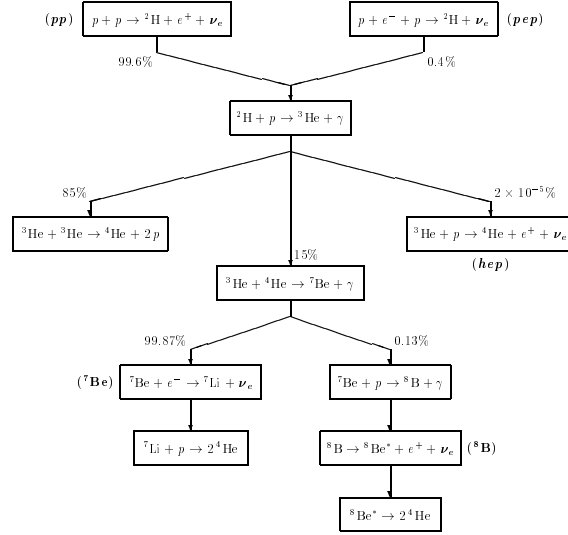 (pp) p + p → ²H + e⁺ + νₑ
p + e⁻ + p → ²H + νₑ (pep)
99.6%
0.4%
²H + p → ³He + γ
85%
2 × 10⁻⁵%
³He + ³He → ⁴He + 2 p
³He + p → ⁴He + e⁺ + νₑ
15%
(hep)
³He + ⁴He → ⁷Be + γ
99.87%
0.13%
(⁷Be) ⁷Be + e⁻ → ⁷Li + νₑ
⁷Be + p → ⁸B + γ
⁷Li + p → 2 ⁴He
⁸B → ⁸Be* + e⁺ + νₑ (⁸B)
⁸Be* → 2 ⁴He